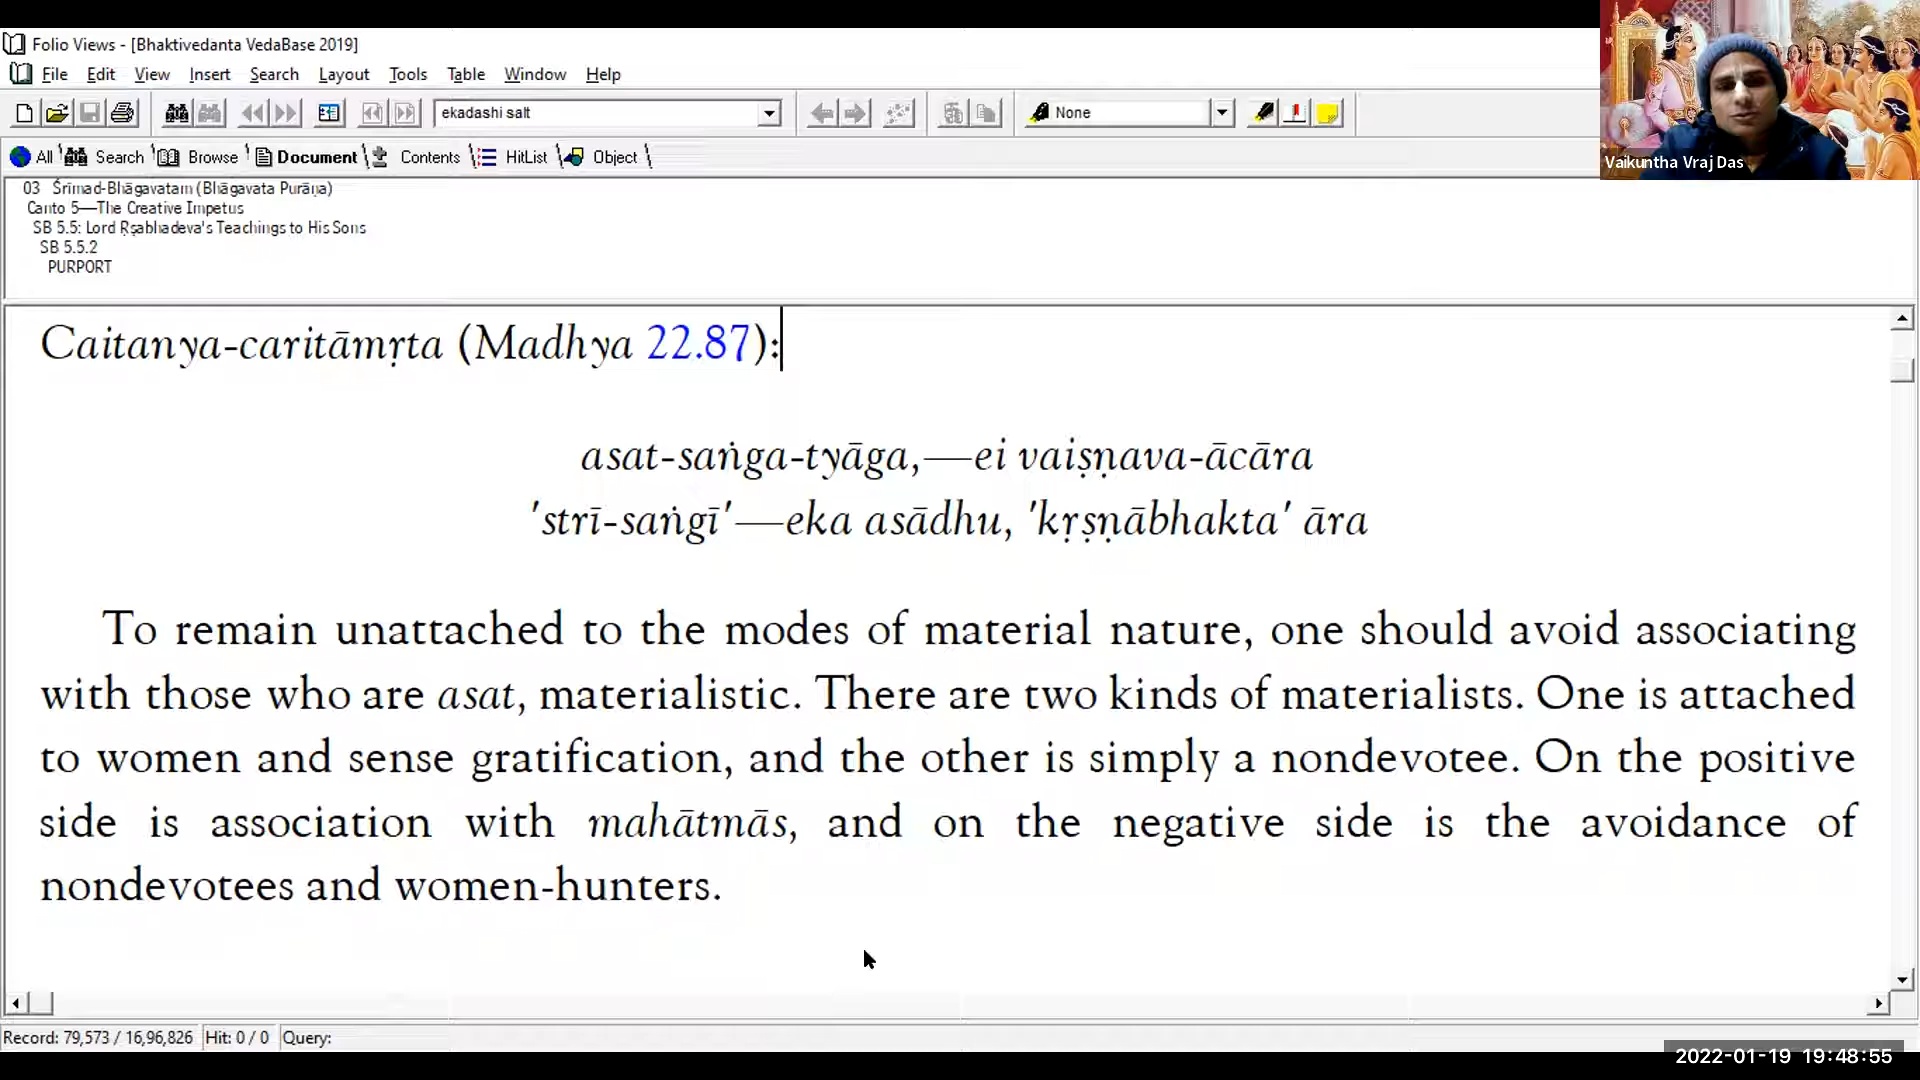 Folio Views - [Bhaktivedanta VedaBase 2019]
File Edit View Insert Search Layout Tools Table Window Help
ekadashi salt
None
All Search Browse Document Contents HitList Object
Vaikuntha Vraj Das
03 Śrīmad-Bhāgavatam (Bhāgavata Purāṇa)
Canto 5—The Creative Impetus
SB 5.5: Lord Ṛṣabhadeva's Teachings to His Sons
SB 5.5.2
PURPORT
Caitanya-caritāmṛta (Madhya 22.87):
asat-saṅga-tyāga,—ei vaiṣṇava-ācāra
'strī-saṅgī'—eka asādhu, 'kṛṣṇābhakta' āra
To remain unattached to the modes of material nature, one should avoid associating
with those who are asat, materialistic. There are two kinds of materialists. One is attached
to women and sense gratification, and the other is simply a nondevotee. On the positive
side is association with mahātmās, and on the negative side is the avoidance of
nondevotees and women-hunters.
Record: 79,573 / 16,96,826 Hit: 0 / 0 Query:
2022-01-19 19:48:55